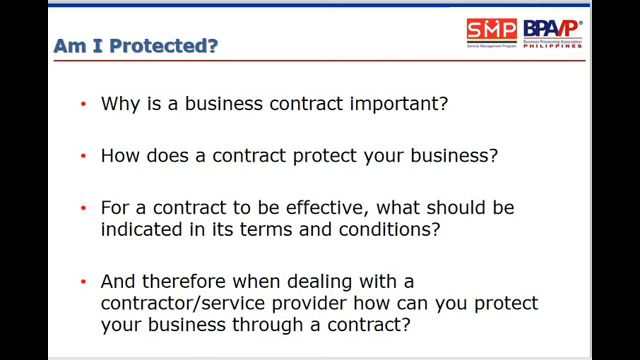 Am I Protected?
SMP
Service Management Program
BPAP
Business Processing Association
PHILIPPINES
• Why is a business contract important?
• How does a contract protect your business?
• For a contract to be effective, what should be
indicated in its terms and conditions?
• And therefore when dealing with a
contractor/service provider how can you protect
your business through a contract?